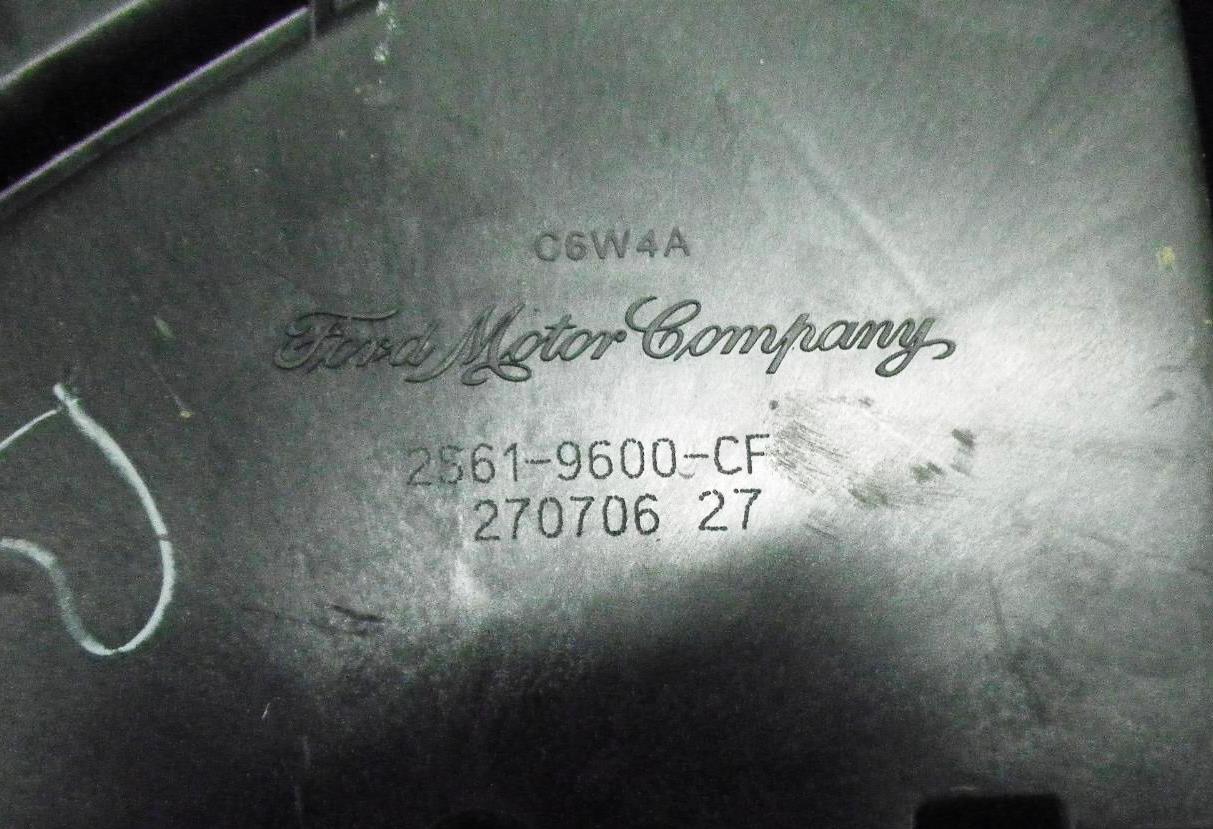 C6W4A
Ford Motor Company
2S61-9600-CF
270706 27